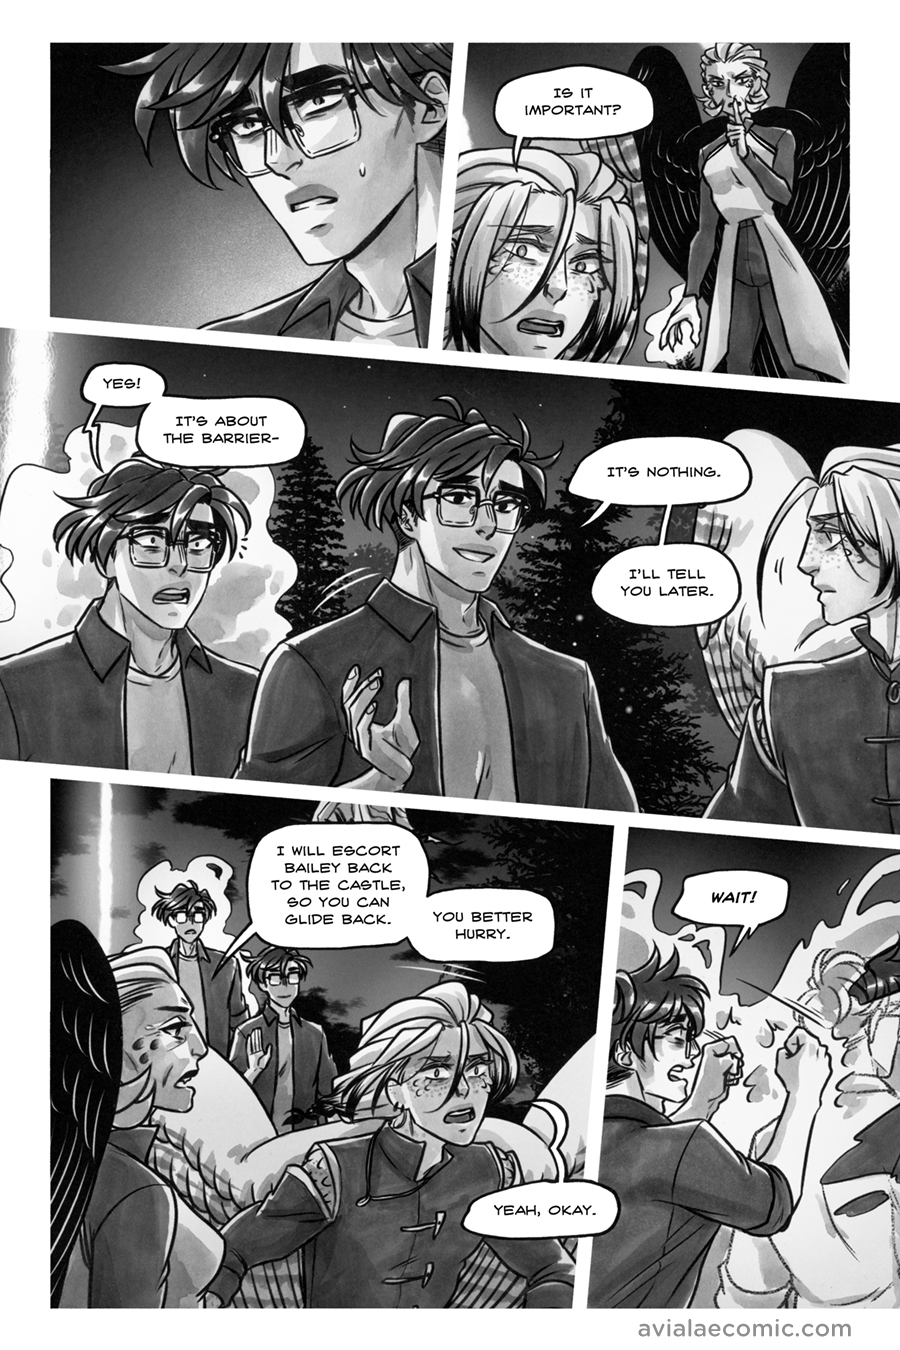 IS IT
IMPORTANT?
YES!
IT'S ABOUT
THE BARRIER-
IT'S NOTHING.
I'LL TELL
YOU LATER.
I WILL ESCORT
BAILEY BACK
TO THE CASTLE,
SO YOU CAN
GLIDE BACK.
YOU BETTER
HURRY.
YEAH, OKAY.
WAIT!
avialaecomic.com